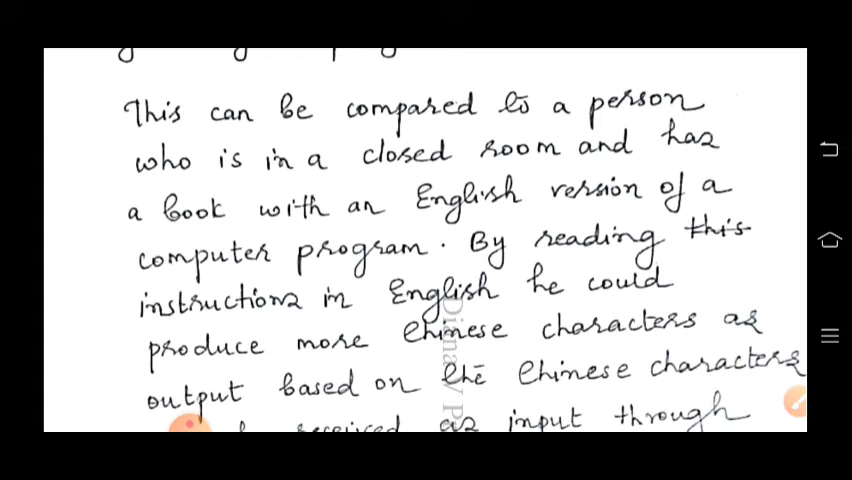 This can be compared to a person
who is in a closed room and has
a book with an English version of a
computer program. By reading this
instructions in English he could
produce more Chinese characters as
output based on the Chinese characters
received as input through
Diana V P